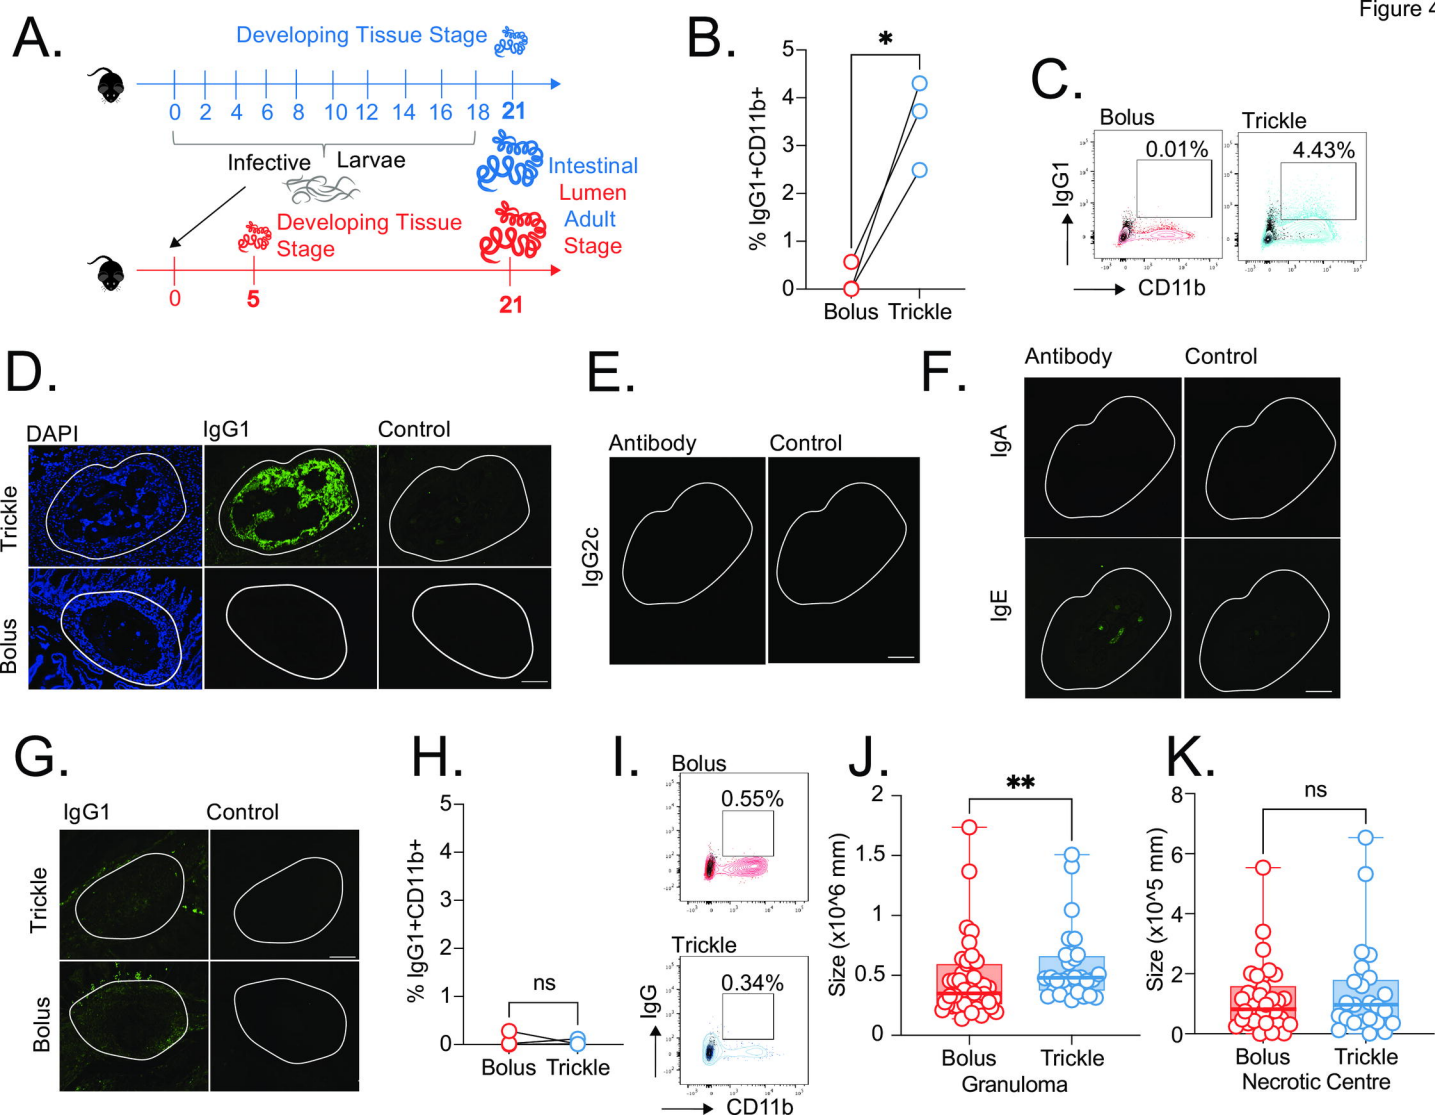 Figure 4
A.
Developing Tissue Stage
0 2 4 6 8 10 12 14 16 18 21
Infective Larvae
Intestinal
Lumen
Adult
Stage
Developing Tissue
Stage
0 5 21
B.
% IgG1+CD11b+
5
4
3
2
1
0
*
Bolus Trickle
C.
Bolus Trickle
0.01% 4.43%
IgG1
CD11b
D.
DAPI IgG1 Control
Trickle
Bolus
E.
Antibody Control
IgG2c
F.
Antibody Control
IgA
IgE
G.
IgG1 Control
Trickle
Bolus
H.
% IgG1+CD11b+
5
4
3
2
1
0
ns
Bolus Trickle
I.
Bolus
0.55%
Trickle
0.34%
IgG
CD11b
J.
Size (x10^6 mm)
2
1.5
1
0.5
0
**
Bolus Trickle
Granuloma
K.
Size (x10^5 mm)
8
6
4
2
0
ns
Bolus Trickle
Necrotic Centre